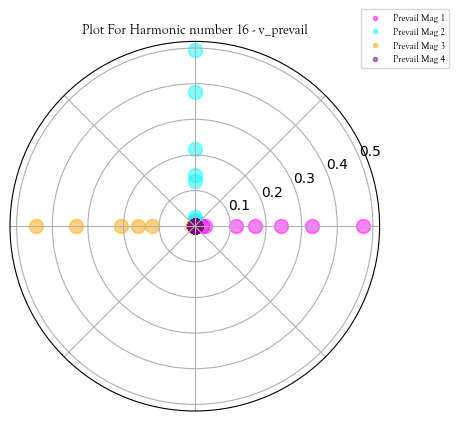 Plot For Harmonic number 16 - v_prevail
Prevail Mag 1
Prevail Mag 2
Prevail Mag 3
Prevail Mag 4
0.5
0.4
0.3
0.2
0.1